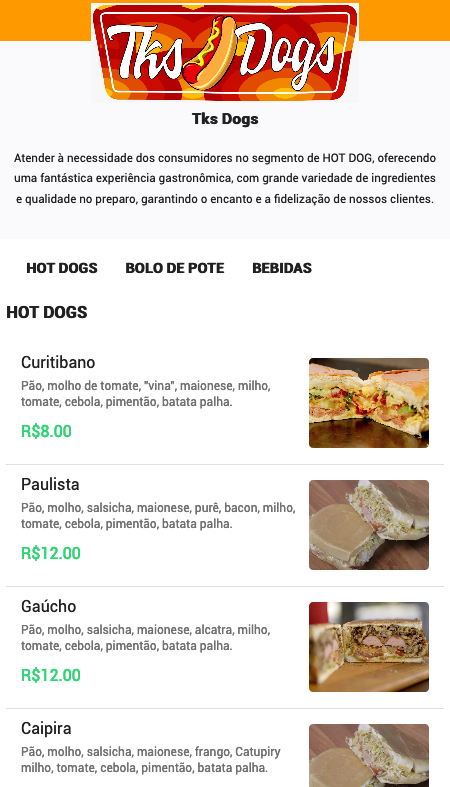 Tks Dogs
Tks Dogs
Atender à necessidade dos consumidores no segmento de HOT DOG, oferecendo
uma fantástica experiência gastronômica, com grande variedade de ingredientes
e qualidade no preparo, garantindo o encanto e a fidelização de nossos clientes.
HOT DOGS BOLO DE POTE BEBIDAS
HOT DOGS
Curitibano
Pão, molho de tomate, "vina", maionese, milho,
tomate, cebola, pimentão, batata palha.
R$8.00
Paulista
Pão, molho, salsicha, maionese, purê, bacon, milho,
tomate, cebola, pimentão, batata palha.
R$12.00
Gaúcho
Pão, molho, salsicha, maionese, alcatra, milho,
tomate, cebola, pimentão, batata palha.
R$12.00
Caipira
Pão, molho, salsicha, maionese, frango, Catupiry
milho, tomate, cebola, pimentão, batata palha.